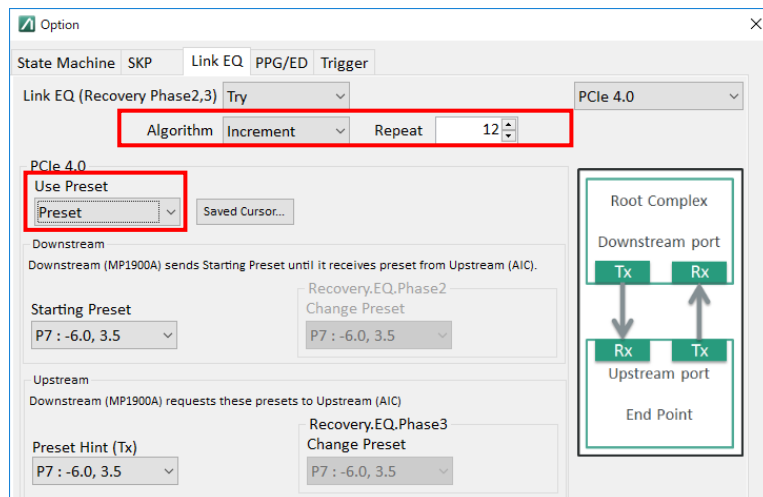 Option
State Machine SKP Link EQ PPG/ED Trigger
Link EQ (Recovery Phase2,3) Try PCIe 4.0
Algorithm Increment Repeat 12
PCIe 4.0
Use Preset
Preset Saved Cursor...
Downstream
Downstream (MP1900A) sends Starting Preset until it receives preset from Upstream (AIC).
Recovery.EQ.Phase2
Starting Preset Change Preset
P7 : -6.0, 3.5 P7 : -6.0, 3.5
Upstream
Downstream (MP1900A) requests these presets to Upstream (AIC)
Recovery.EQ.Phase3
Preset Hint (Tx) Change Preset
P7 : -6.0, 3.5 P7 : -6.0, 3.5
Root Complex
Downstream port
Tx Rx
Rx Tx
Upstream port
End Point